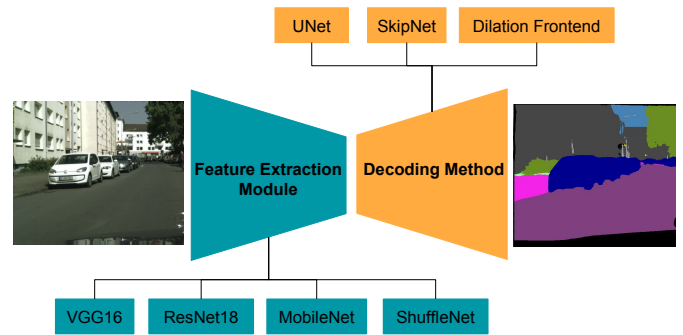 UNet
SkipNet
Dilation Frontend
Feature Extraction
Module
Decoding Method
VGG16
ResNet18
MobileNet
ShuffleNet